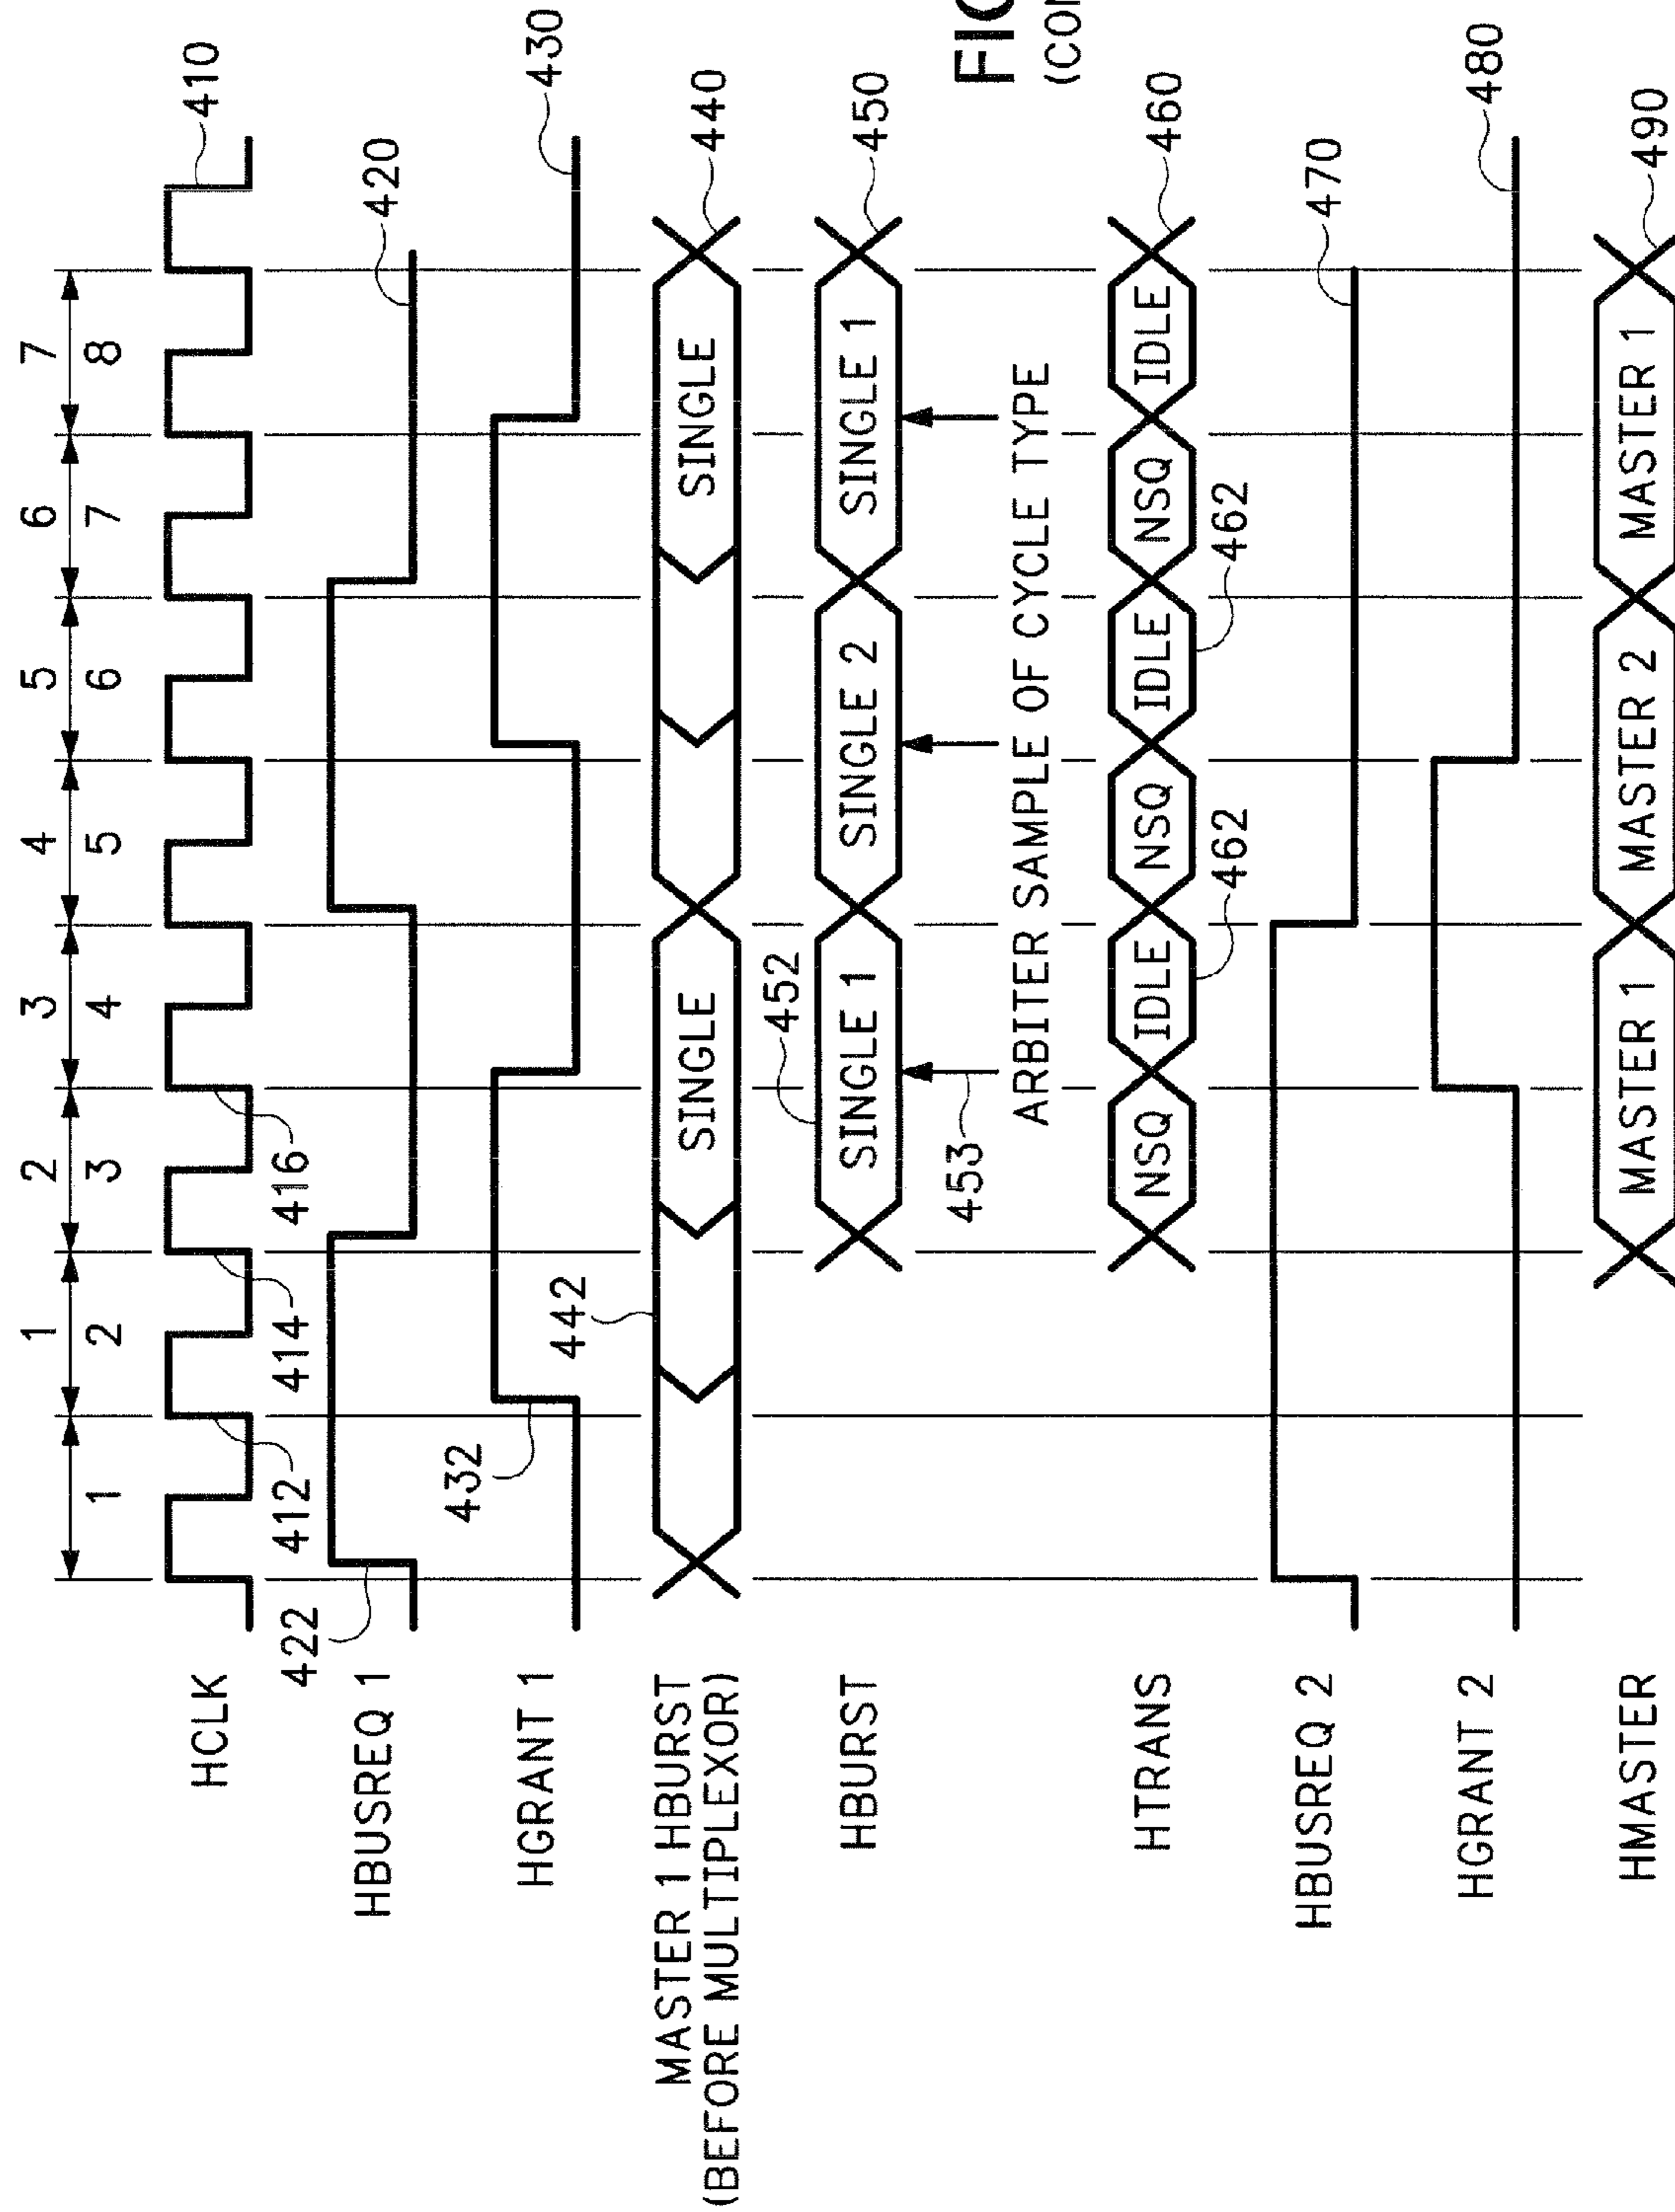 1 2 3 4 5 6 7
1 2 3 4 5 6 7 8
HCLK
410
412
414
416
HBUSREQ 1
420
422
HGRANT 1
430
432
MASTER 1 HBURST
(BEFORE MULTIPLEXOR)
SINGLE SINGLE
440
442
HBURST
SINGLE 1 SINGLE 2 SINGLE 1
450
452
453
ARBITER SAMPLE OF CYCLE TYPE
HTRANS
NSQ IDLE NSQ IDLE NSQ IDLE
460
462
462
HBUSREQ 2
470
HGRANT 2
480
HMASTER
MASTER 1 MASTER 2 MASTER 1
490